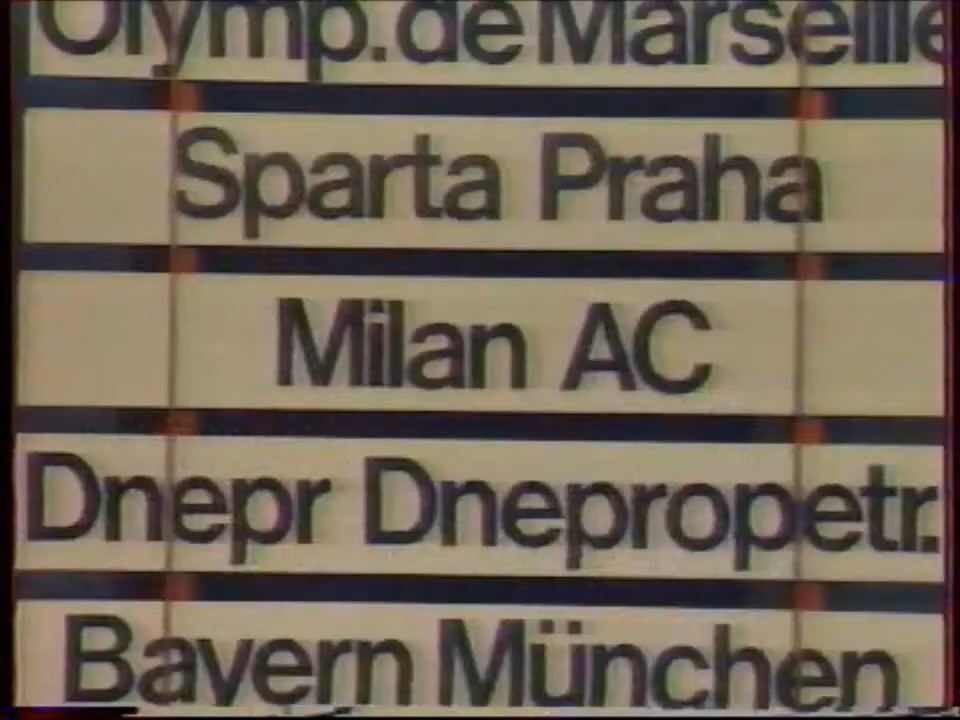 Olymp.de Marseille
Sparta Praha
Milan AC
Dnepr Dnepropetr.
Bayern München